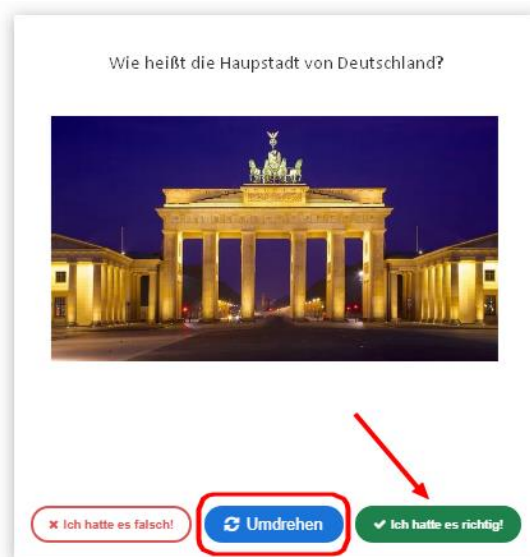 Wie heißt die Haupstadt von Deutschland?
Ich hatte es falsch!
Umdrehen
Ich hatte es richtig!